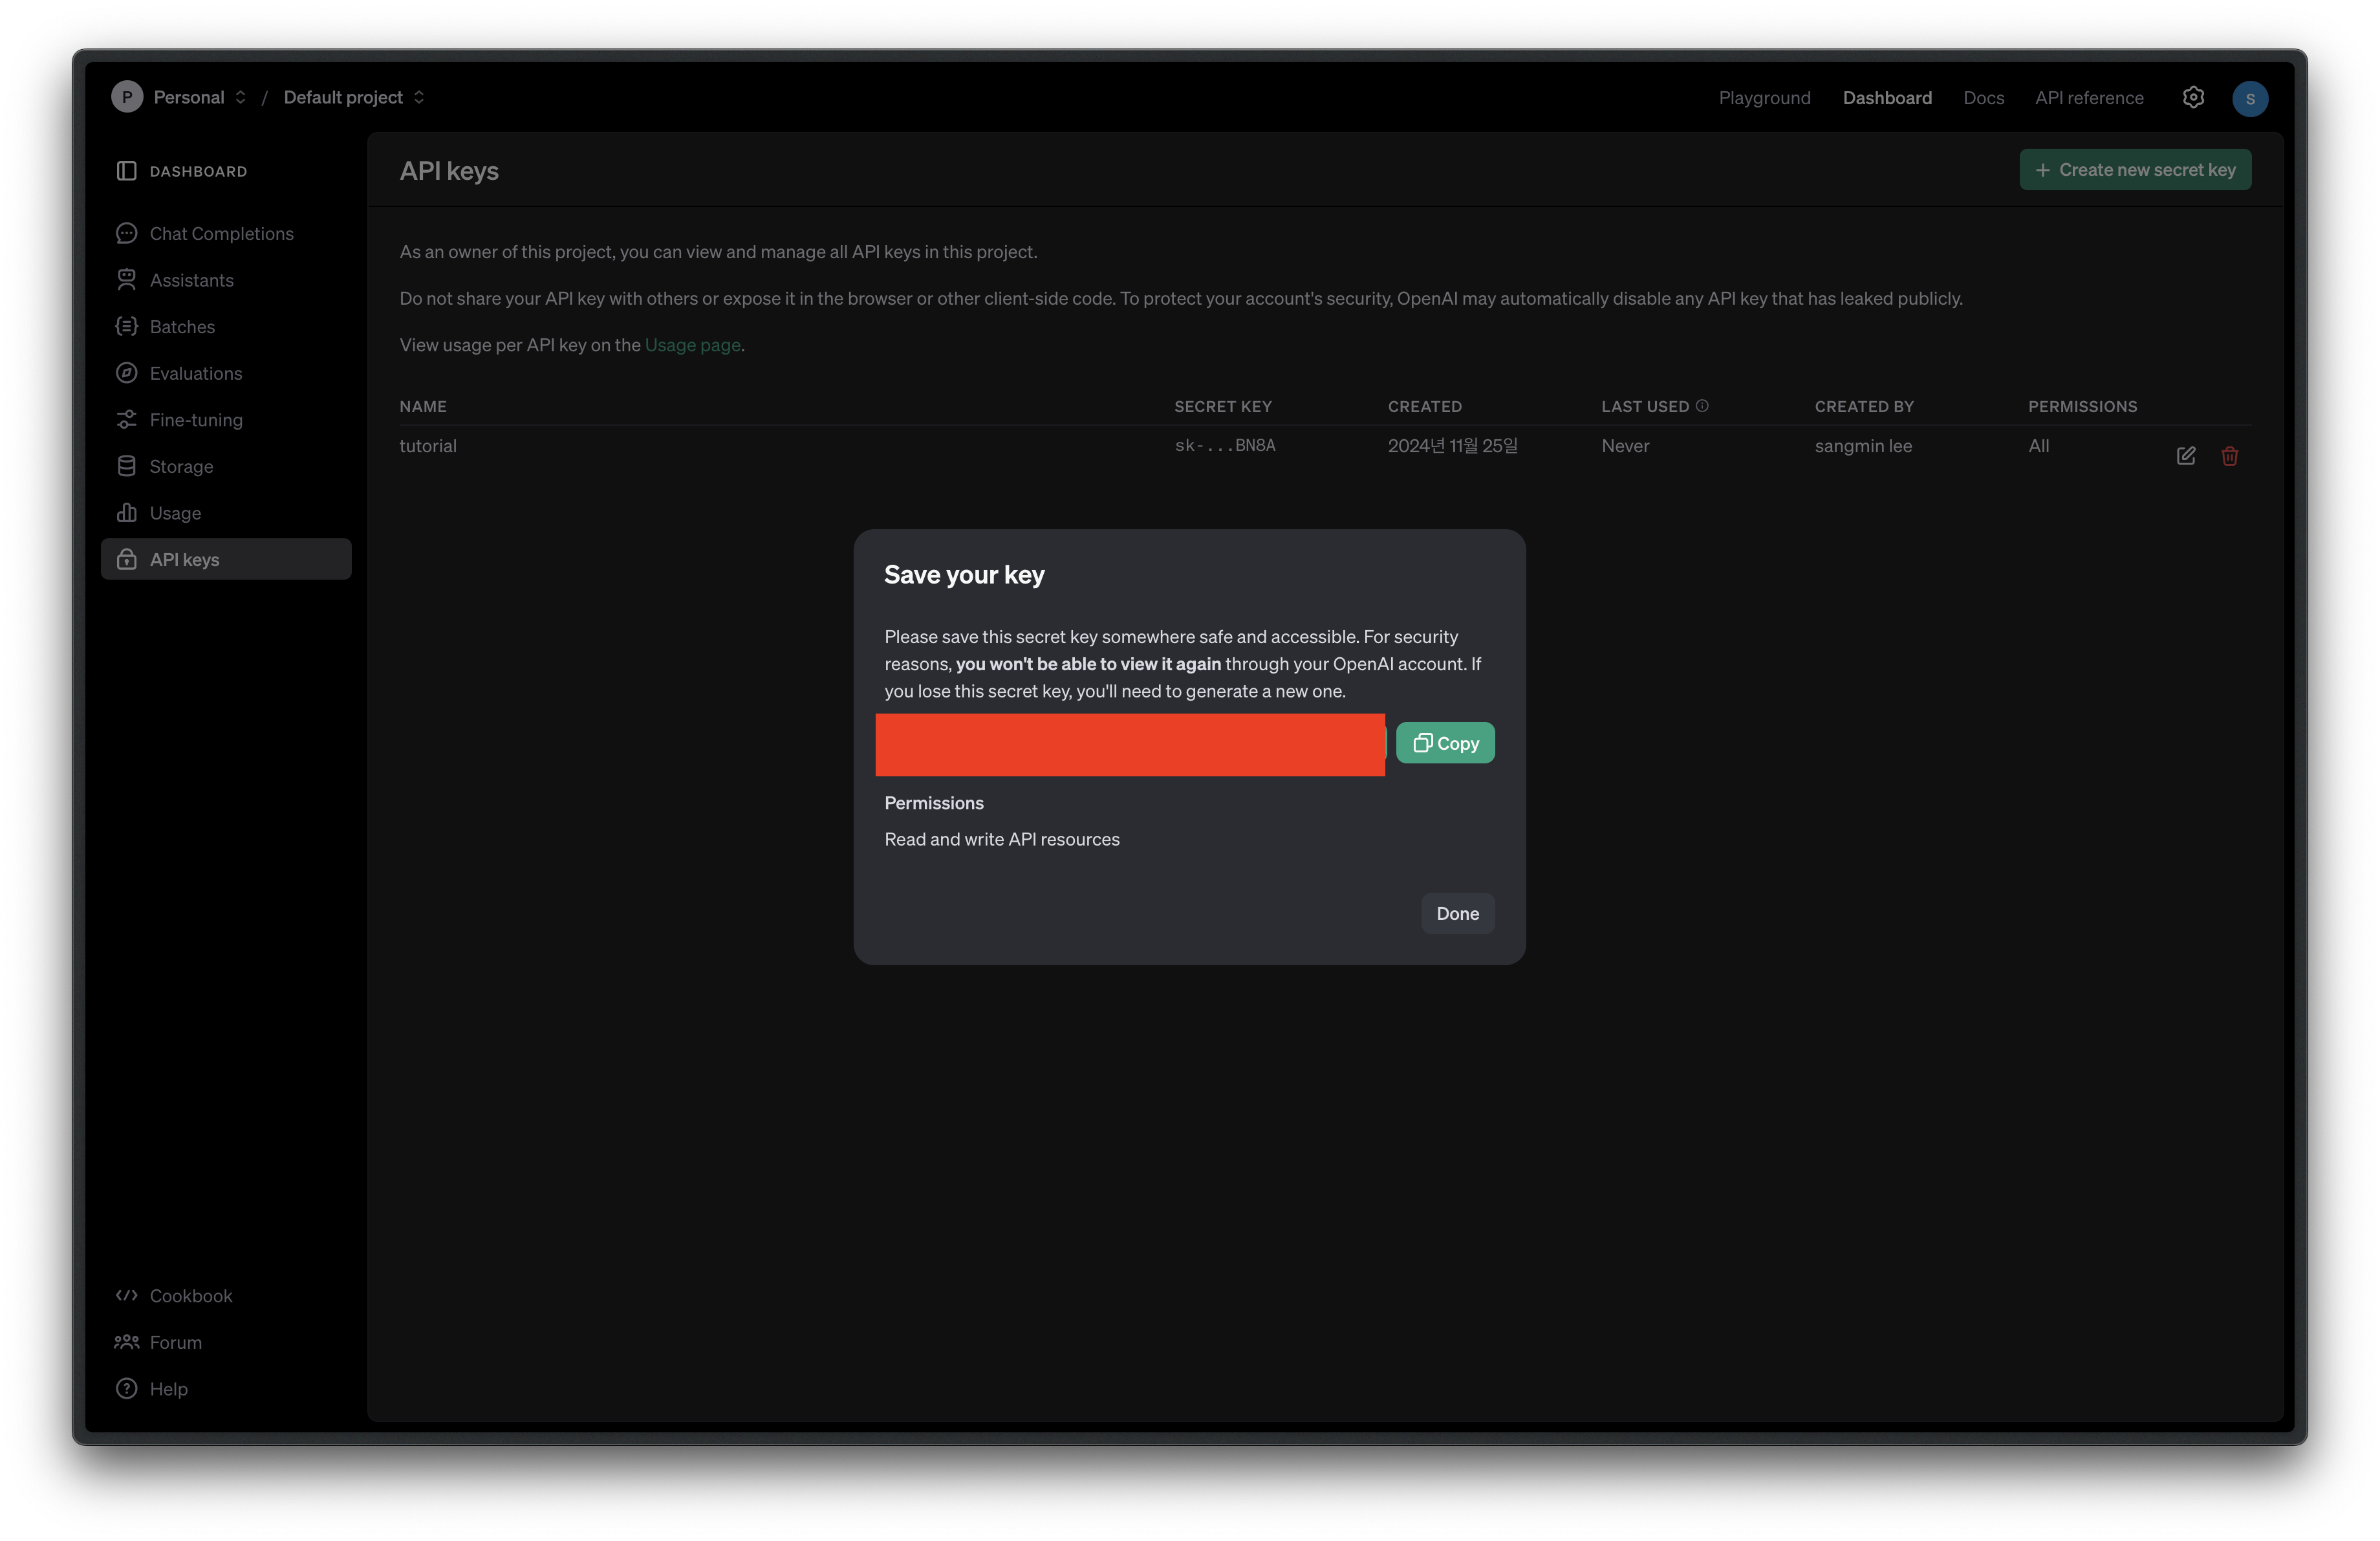 P Personal / Default project
Playground Dashboard Docs API reference S
DASHBOARD
Chat Completions
Assistants
Batches
Evaluations
Fine-tuning
Storage
Usage
API keys
Cookbook
Forum
Help
API keys
+ Create new secret key
As an owner of this project, you can view and manage all API keys in this project.
Do not share your API key with others or expose it in the browser or other client-side code. To protect your account's security, OpenAI may automatically disable any API key that has leaked publicly.
View usage per API key on the Usage page.
NAME SECRET KEY CREATED LAST USED CREATED BY PERMISSIONS
tutorial sk-...BN8A 2024년 11월 25일 Never sangmin lee All
Save your key
Please save this secret key somewhere safe and accessible. For security
reasons, you won't be able to view it again through your OpenAI account. If
you lose this secret key, you'll need to generate a new one.
Copy
Permissions
Read and write API resources
Done